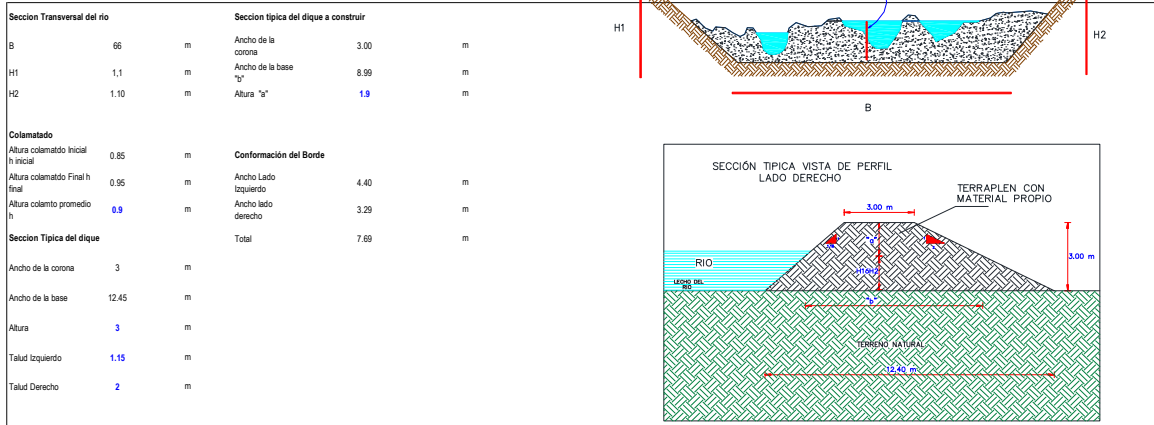 Seccion Transversal del rio
B 66 m
H1 1,1 m
H2 1.10 m
Colamatado
Altura colamatdo Inicial
h inicial 0.85 m
Altura colamatdo Final h
final 0.95 m
Altura colamto promedio
h 0.9 m
Seccion Tipica del dique
Ancho de la corona 3 m
Ancho de la base 12.45 m
Altura 3 m
Talud Izquierdo 1.15 m
Talud Derecho 2 m
Seccion tipica del dique a construir
Ancho de la
corona 3.00 m
Ancho de la base
"b" 8.99 m
Altura "a" 1.9 m
Conformación del Borde
Ancho Lado
Izquierdo 4.40 m
Ancho lado
derecho 3.29 m
Total 7.69 m
H1
H2
B
SECCIÓN TIPICA VISTA DE PERFIL
LADO DERECHO
TERRAPLEN CON
MATERIAL PROPIO
3.00 m
"a"
3.00 m
RIO
LECHO DEL
RIO
"b"
TERRENO NATURAL
12.40 m